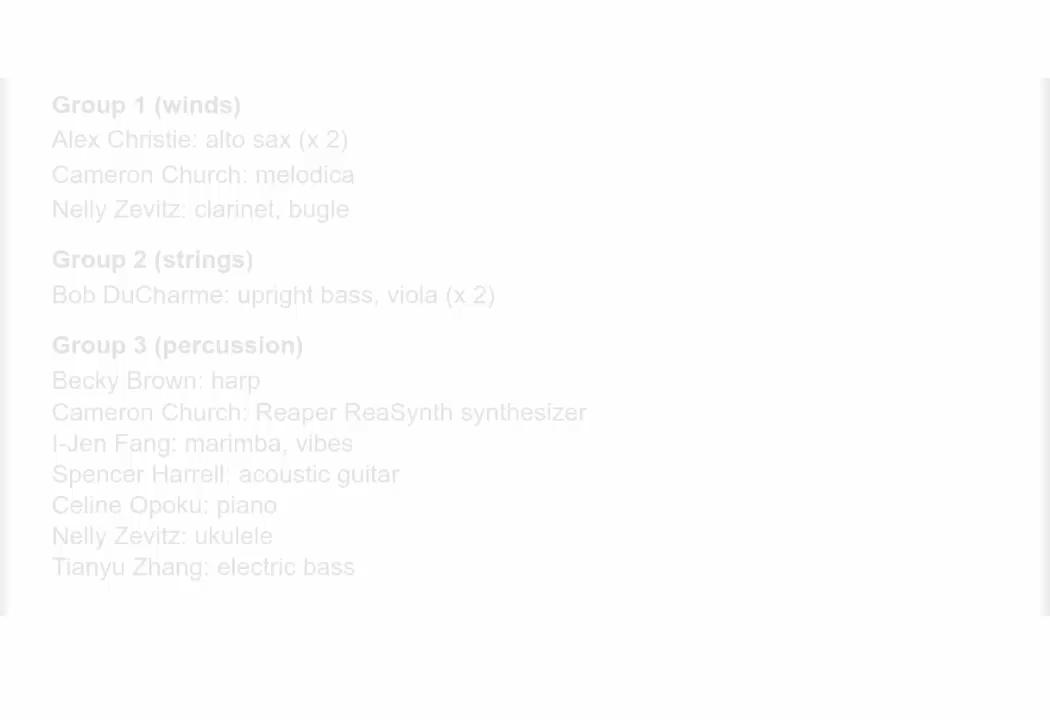 Group 1 (winds)
Alex Christie: alto sax (x 2)
Cameron Church: melodica
Nelly Zevitz: clarinet, bugle
Group 2 (strings)
Bob DuCharme: upright bass, viola (x 2)
Group 3 (percussion)
Becky Brown: harp
Cameron Church: Reaper ReaSynth synthesizer
I-Jen Fang: marimba, vibes
Spencer Harrell: acoustic guitar
Celine Opoku: piano
Nelly Zevitz: ukulele
Tianyu Zhang: electric bass